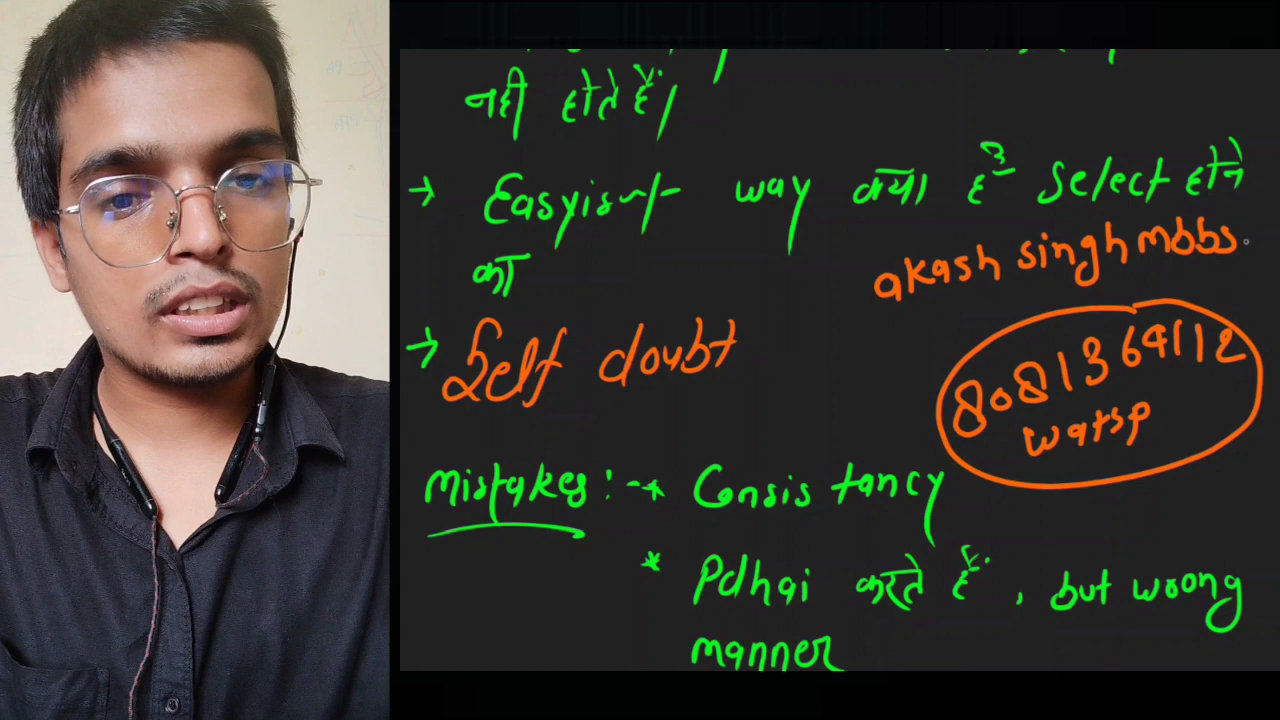 नही होते हैं।
→ Easyiest way क्या है select होने
का
akash singh mbbs.
→ Self doubt
8081364112
watsp
Mistakes :-→ Consistancy
* Pdhai करते हैं , but wrong
manner